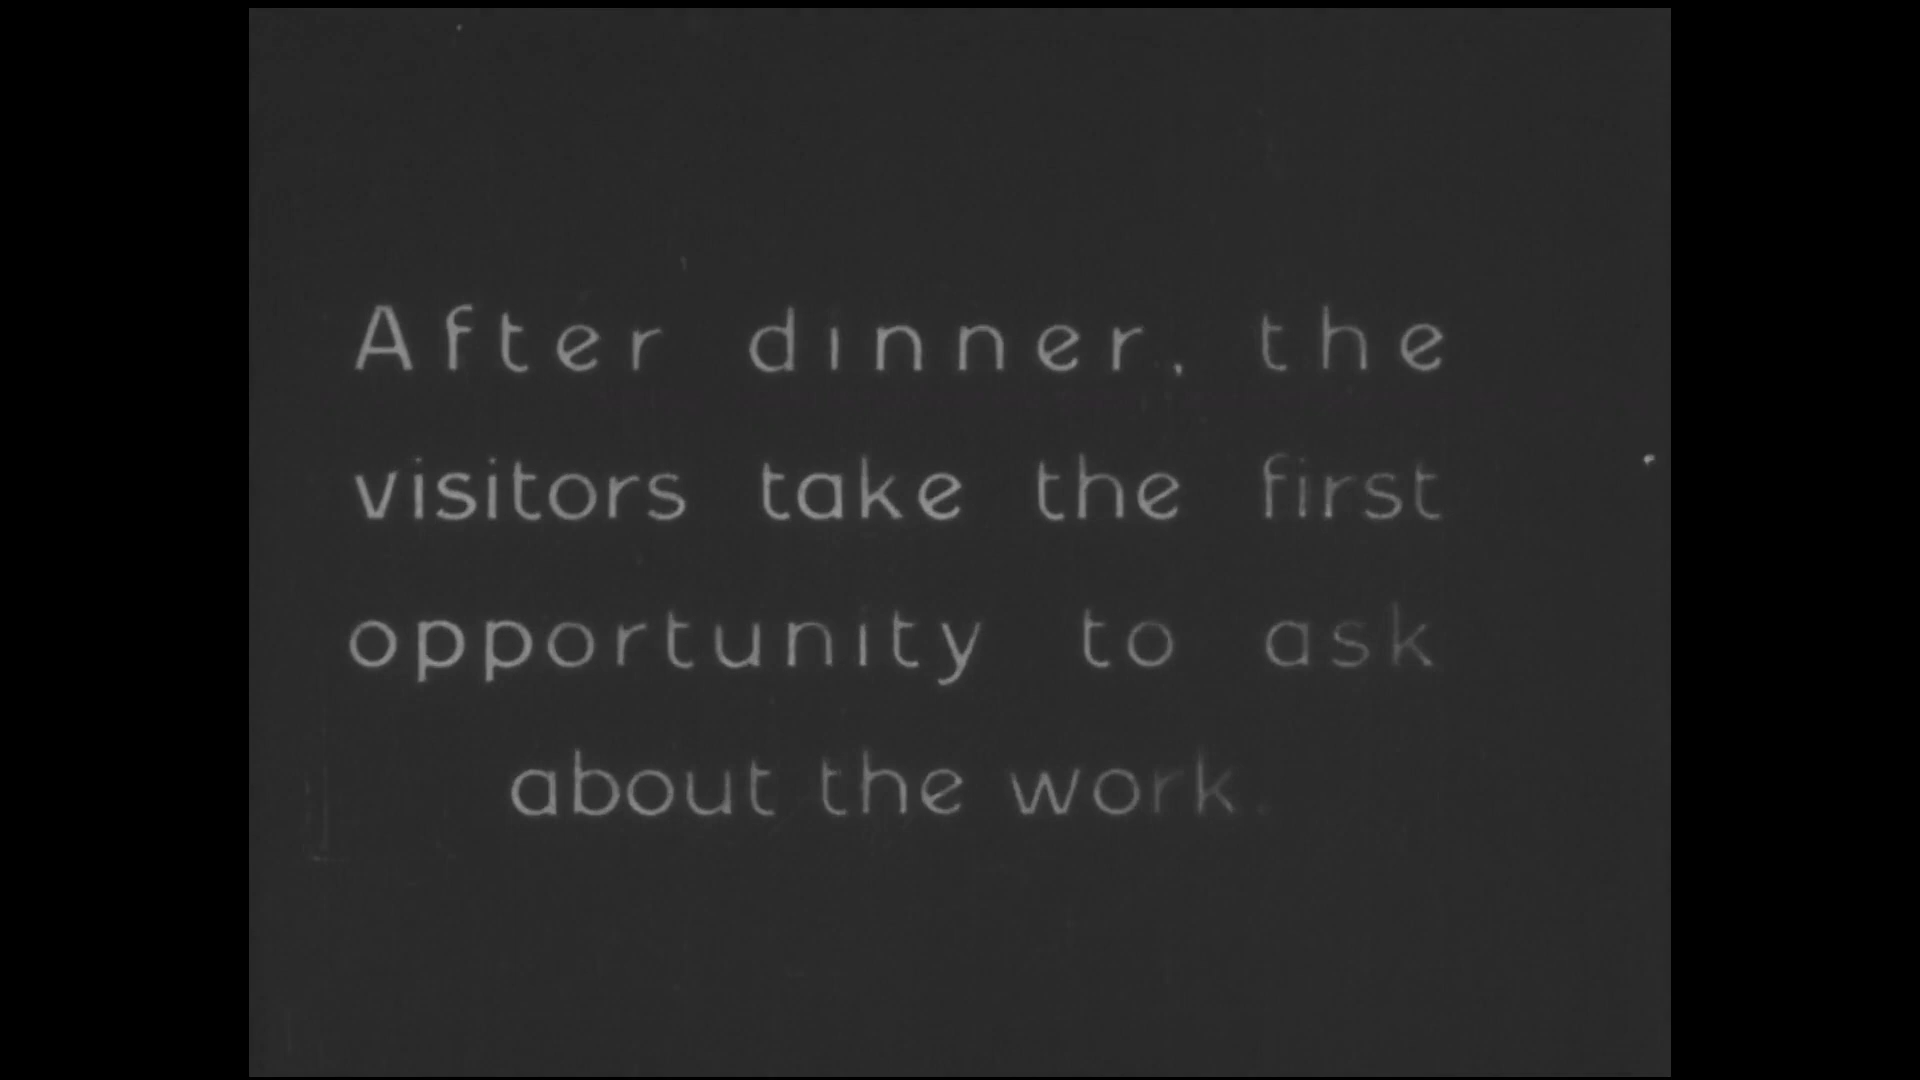 After dinner, the
visitors take the first
opportunity to ask
about the work.